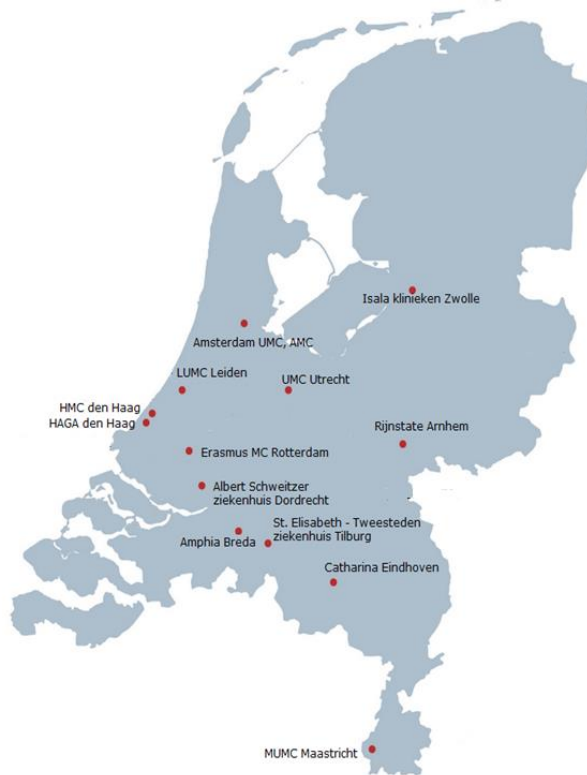 Isala klinieken Zwolle
Amsterdam UMC, AMC
LUMC Leiden
UMC Utrecht
HMC den Haag
HAGA den Haag
Rijnstate Arnhem
Erasmus MC Rotterdam
Albert Schweitzer
ziekenhuis Dordrecht
St. Elisabeth - Tweesteden
ziekenhuis Tilburg
Amphia Breda
Catharina Eindhoven
MUMC Maastricht